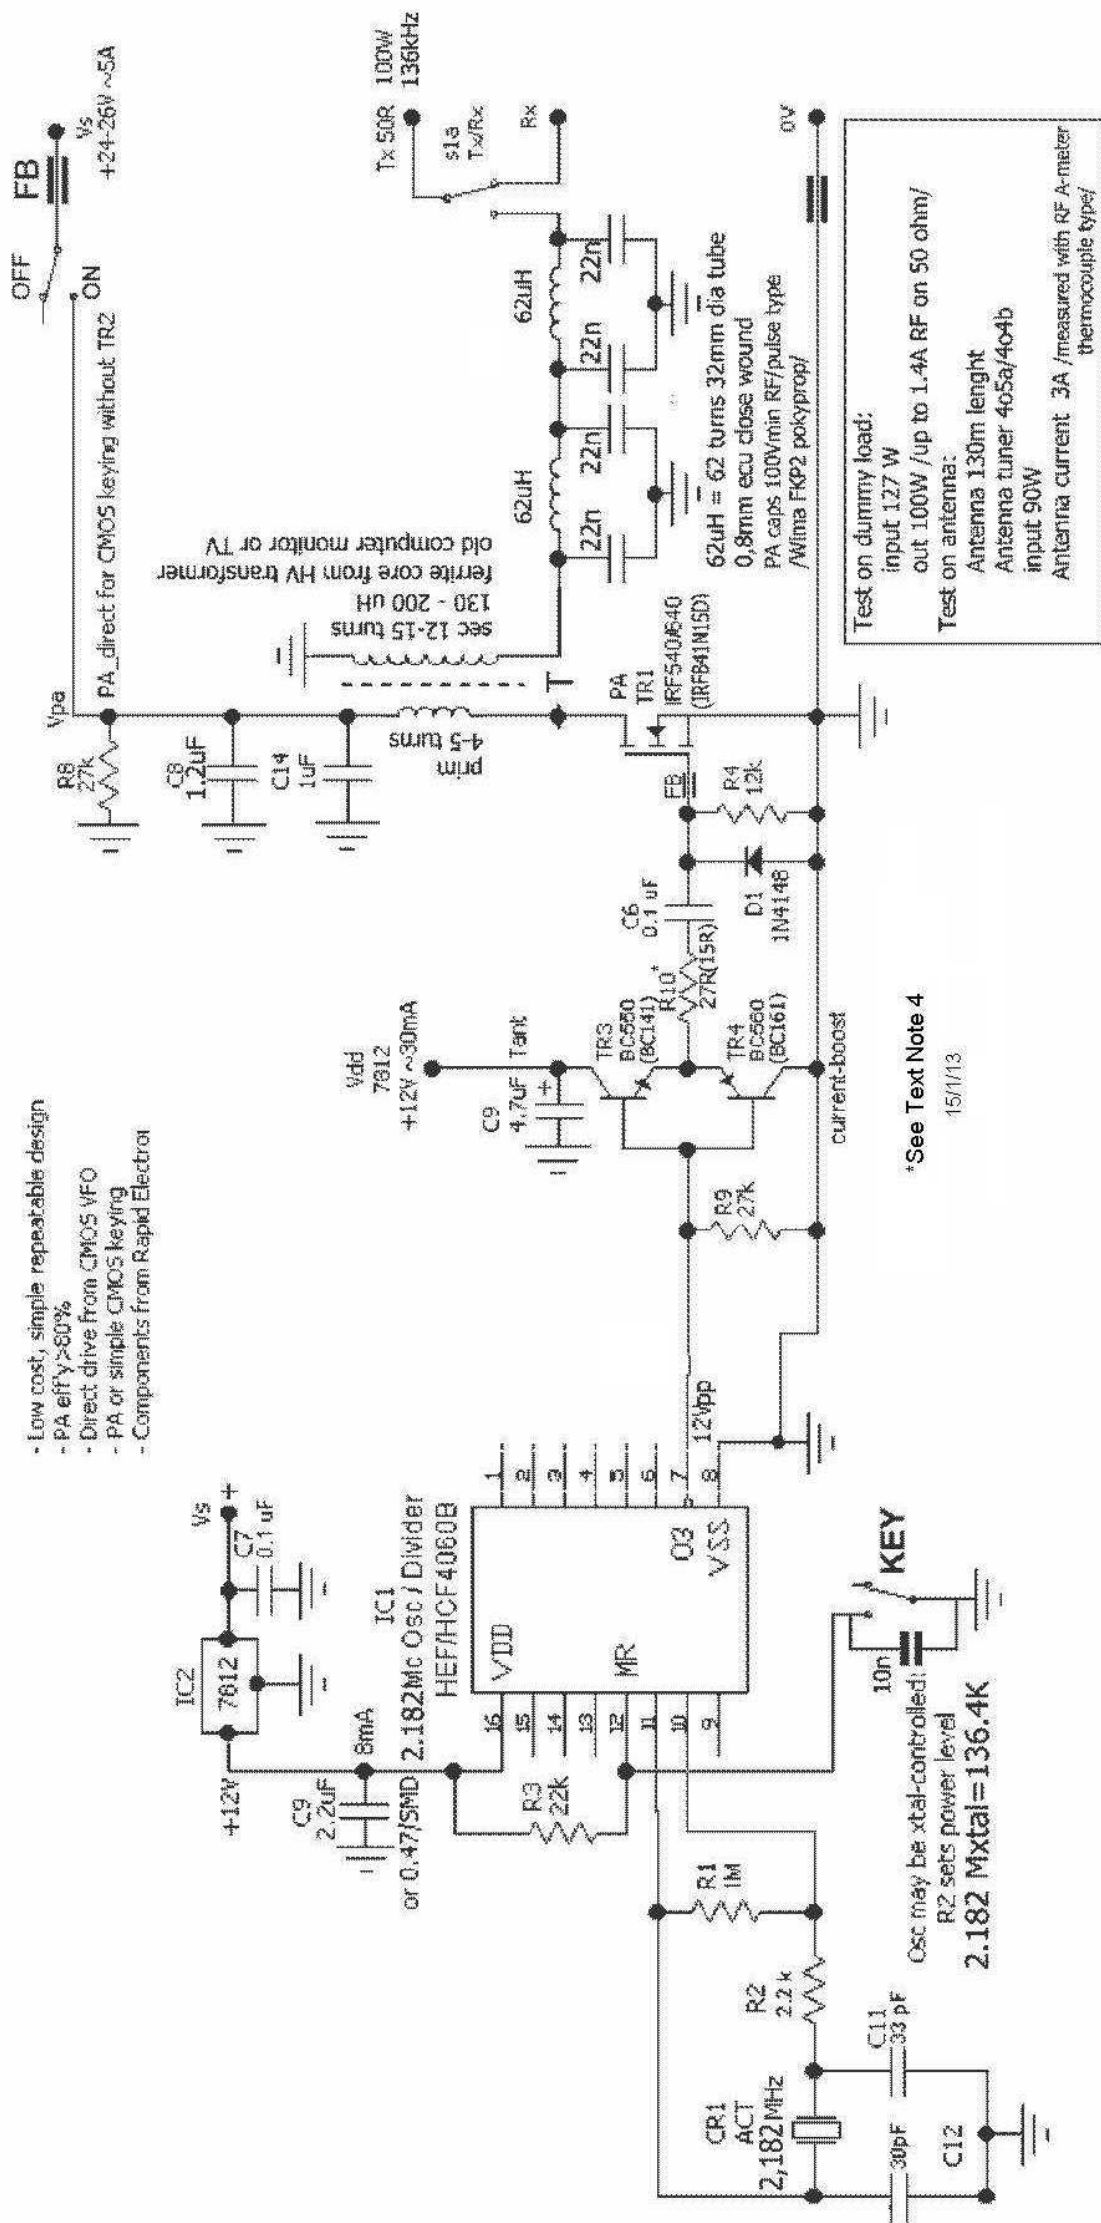 - Low cost, simple repeatable design
- PA eff'y >80%
- Direct drive from CMOS VFO
- PA or simple CMOS keying
- Components from Rapid Electror
OFF
FB
Vs
+24-26V ~5A
ON
Vpa
PA_direct for CMOS keying without TR2
R8
27k
C8
1.2uF
C14
1uF
prim
4-5 turns
sec 12-15 turns
130 - 200 uH
ferrite core from HV transformer
old computer monitor or TV
T
62uH
62uH
22n
22n
22n
22n
Tx 50R
100W
136kHz
s1a
Tx/Rx
Rx
62uH = 62 turns 32mm dia tube
0,8mm ecu close wound
PA caps 100Vmin RF/pulse type
/Wima FKP2 pokyprop/
PA
TR1
IRF540/640
(IRFB41N15D)
FB
R4
12k
D1
1N4148
C6
0.1 uF
R10*
27R(15R)
TR3
BC550
(BC141)
TR4
BC560
(BC161)
Vdd
7812
+12V ~30mA
C9
4.7uF
+
Tant
R9
27k
current-boost
0V
Test on dummy load:
input 127 W
out 100W /up to 1.4A RF on 50 ohm/
Test on antenna:
Antenna 130m lenght
Antenna tuner 4o5a/4o4b
input 90W
Antenna current 3A /measured with RF A-meter
thermocouple type/
*See Text Note 4
15/1/13
IC2
7812
Vs
+
C7
0.1 uF
+12V
C9
2.2uF
8mA
or 0.47/SMD
IC1
2.182Mc Osc / Divider
HEF/HCF4060B
VDD
MR
O3
VSS
1
2
3
4
5
6
7
8
16
15
14
13
12
11
10
9
12Vpp
R3
22k
R1
1M
R2
2.2 k
CR1
ACT
2,182MHz
C11
33 pF
30pF
C12
10n
KEY
Osc may be xtal-controlled!
R2 sets power level
2.182 Mxtal=136.4K